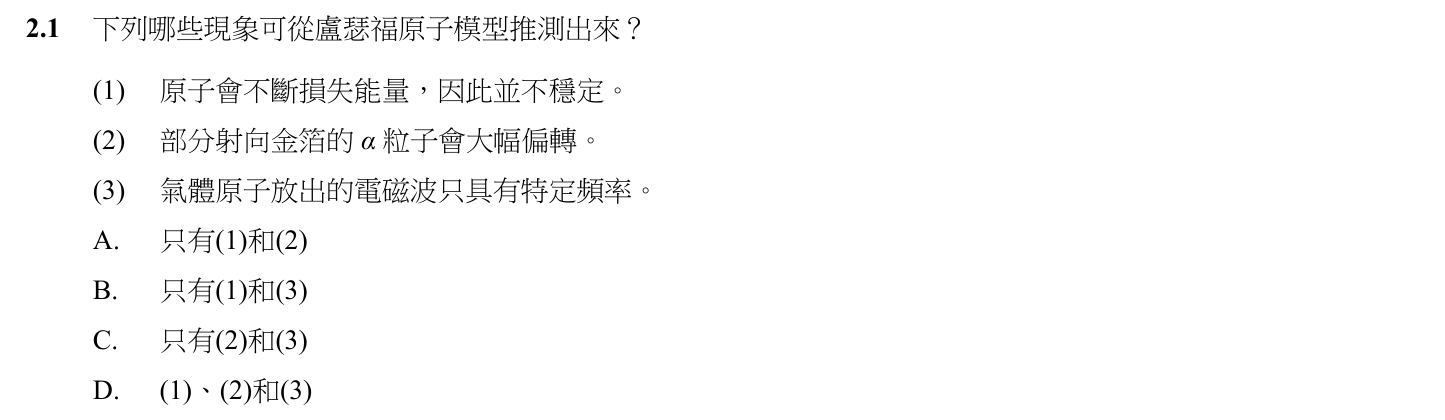 2.1 下列哪些現象可從盧瑟福原子模型推測出來？
(1) 原子會不斷損失能量，因此並不穩定。
(2) 部分射向金箔的 α 粒子會大幅偏轉。
(3) 氣體原子放出的電磁波只具有特定頻率。
A. 只有(1)和(2)
B. 只有(1)和(3)
C. 只有(2)和(3)
D. (1)、(2)和(3)